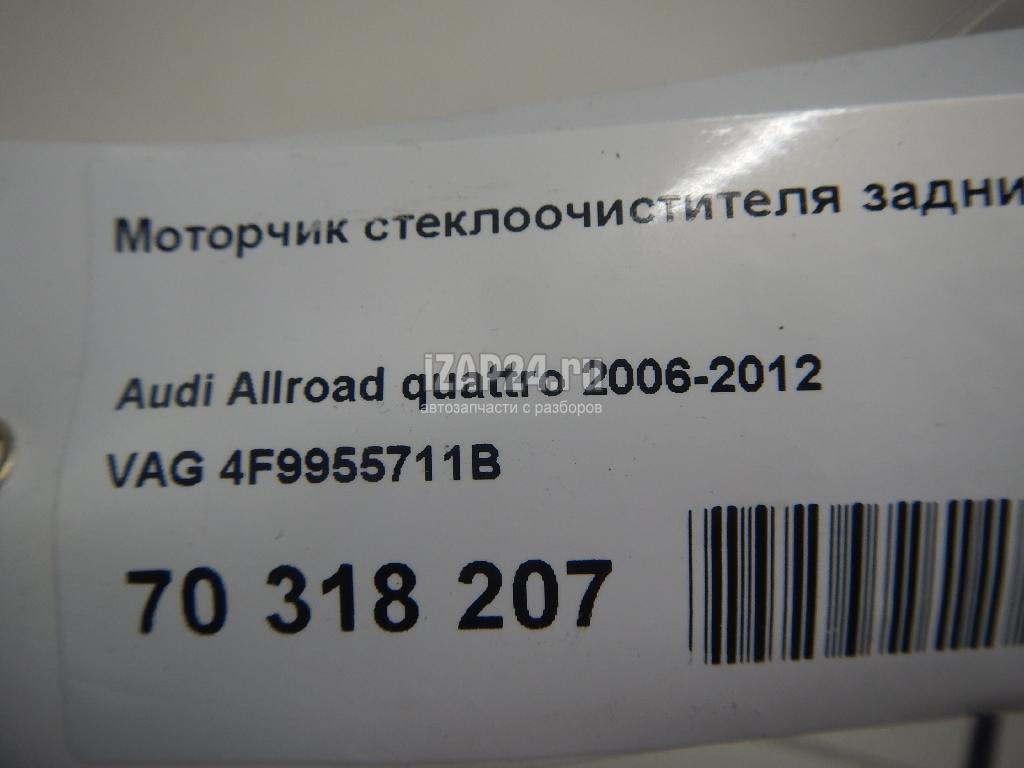 Моторчик стеклоочистителя задни
iZAP24.ru
Audi Allroad quattro 2006-2012
автозапчасти с разборов
VAG 4F9955711B
70 318 207